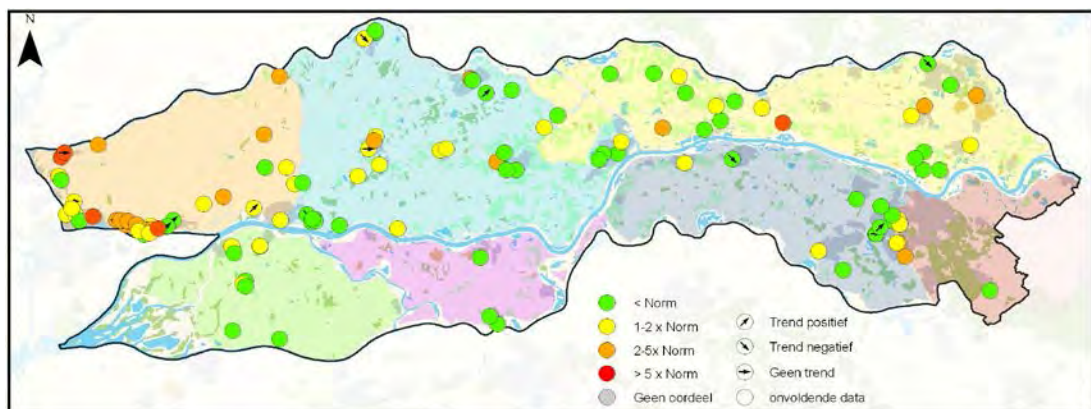 N
< Norm
1-2 x Norm
2-5x Norm
> 5 x Norm
Geen oordeel
Trend positief
Trend negatief
Geen trend
onvoldende data